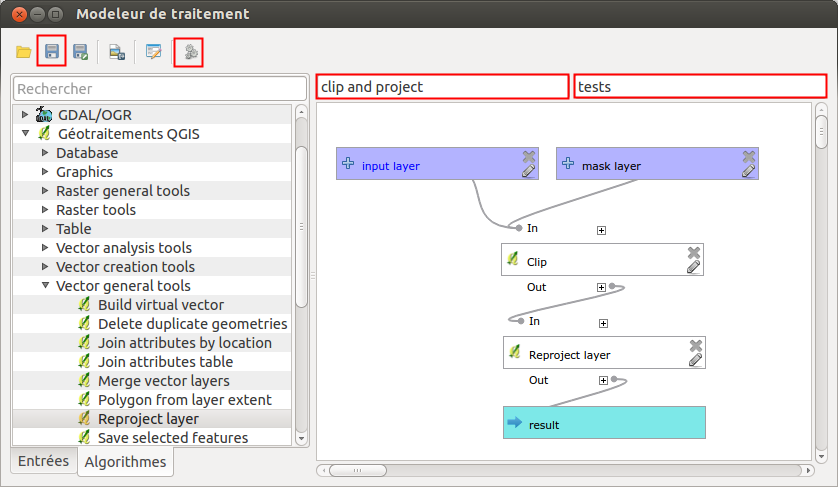 Modeleur de traitement
Rechercher
clip and project
tests
GDAL/OGR
Géotraitements QGIS
Database
Graphics
Raster general tools
Raster tools
Table
Vector analysis tools
Vector creation tools
Vector general tools
Build virtual vector
Delete duplicate geometries
Join attributes by location
Join attributes table
Merge vector layers
Polygon from layer extent
Reproject layer
Save selected features
Entrées
Algorithmes
input layer
mask layer
In
Clip
Out
In
Reproject layer
Out
result